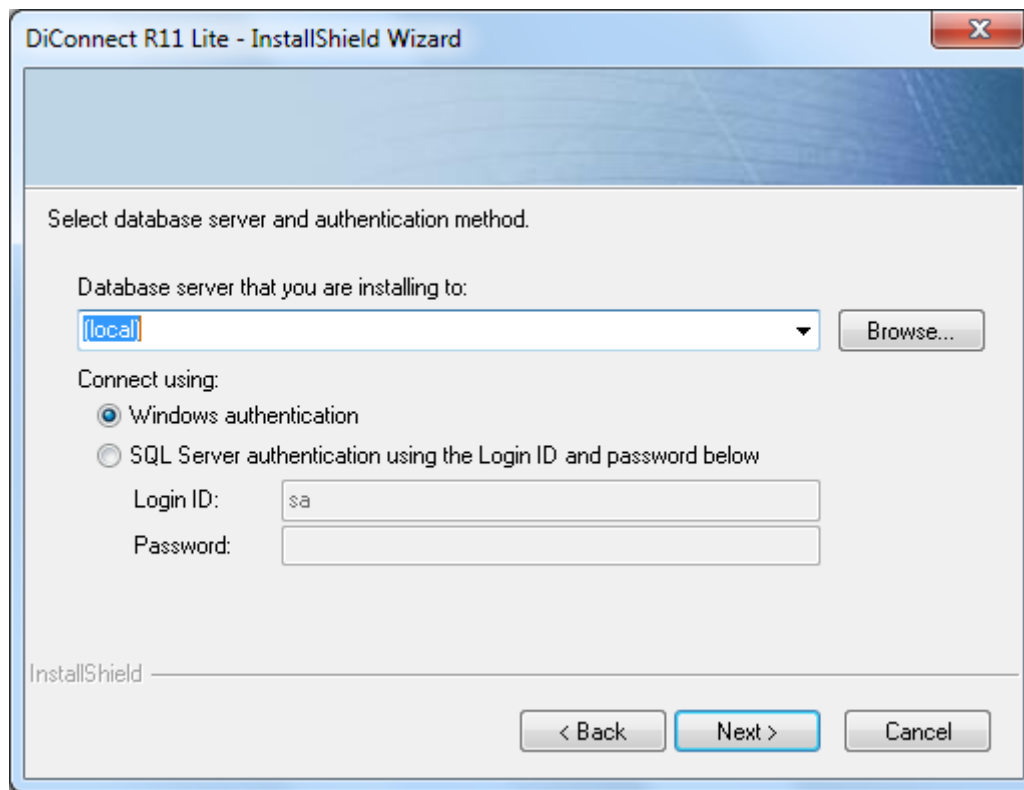 DiConnect R11 Lite - InstallShield Wizard
Select database server and authentication method.
Database server that you are installing to:
(local)
Browse...
Connect using:
Windows authentication
SQL Server authentication using the Login ID and password below
Login ID:
sa
Password:
InstallShield
< Back
Next >
Cancel